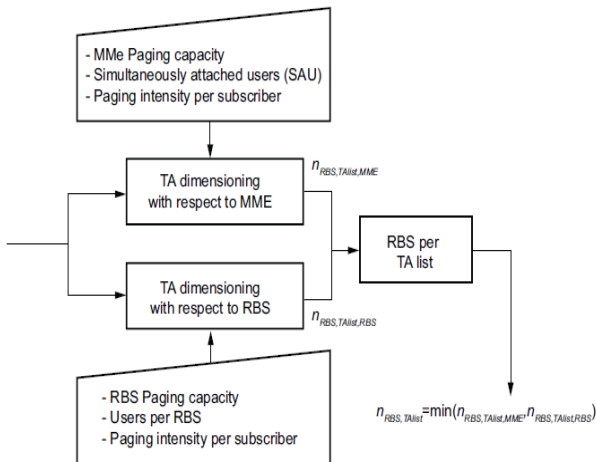 - MMe Paging capacity
- Simultaneously attached users (SAU)
- Paging intensity per subscriber
TA dimensioning
with respect to MME
n_RBS,TAlist,MME
RBS per
TA list
TA dimensioning
with respect to RBS
n_RBS,TAlist,RBS
- RBS Paging capacity
- Users per RBS
- Paging intensity per subscriber
n_RBS,TAlist=min(n_RBS,TAlist,MME,n_RBS,TAlist,RBS)